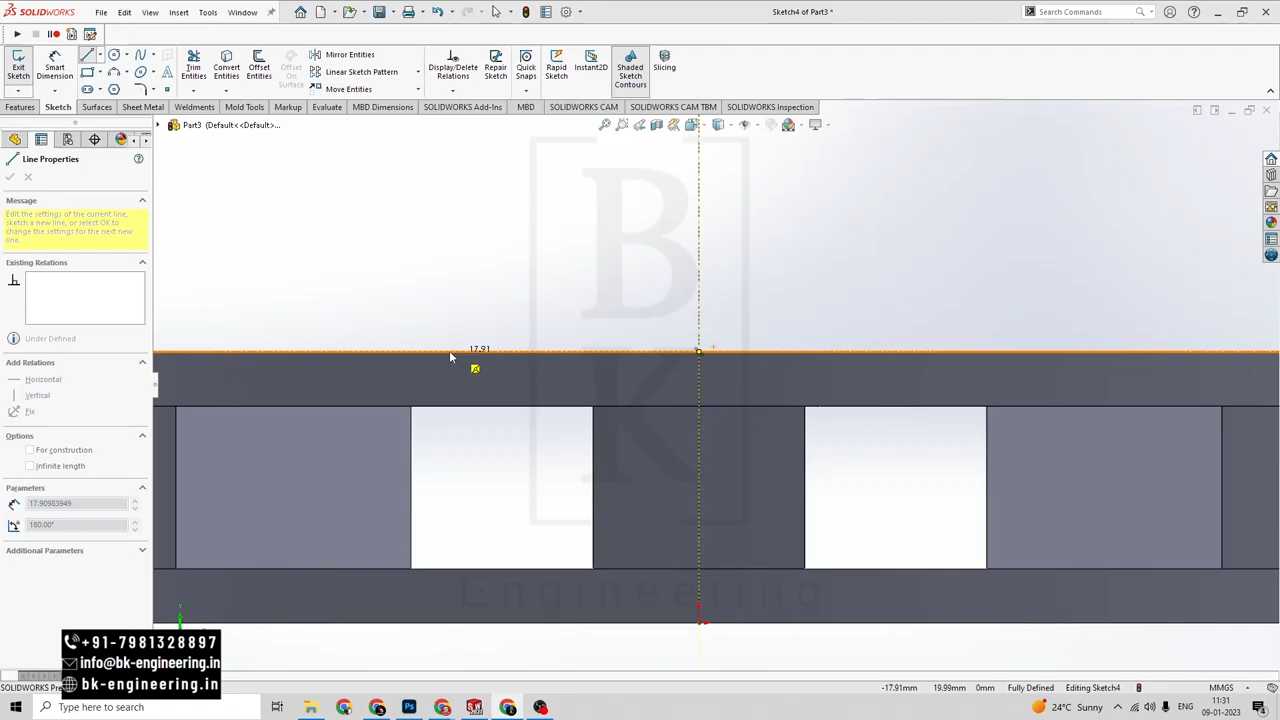 SOLIDWORKS File Edit View Insert Tools Window Sketch4 of Part3 * Search Commands
Exit Sketch Smart Dimension Trim Entities Convert Entities Offset Entities Offset On Surface Mirror Entities Linear Sketch Pattern Move Entities Display/Delete Relations Repair Sketch Quick Snaps Rapid Sketch Instant2D Shaded Sketch Contours Slicing
Features Sketch Surfaces Sheet Metal Weldments Mold Tools Markup Evaluate MBD Dimensions SOLIDWORKS Add-Ins MBD SOLIDWORKS CAM SOLIDWORKS CAM TBM SOLIDWORKS Inspection
Part3 (Default<<Default>...
Line Properties
Message
Edit the settings of the current line,
sketch a new line, or select OK to
change the settings for the next new
line.
Existing Relations
Under Defined
Add Relations
Horizontal
Vertical
Fix
Options
For construction
Infinite length
Parameters
17.90983949
180.00°
Additional Parameters
17.91
B
K
Engineering
Y
+91-7981328897
info@bk-engineering.in
bk-engineering.in
SOLIDWORKS Pre
-17.91mm 19.99mm 0mm Fully Defined Editing Sketch4 MMGS
Type here to search
24°C Sunny ENG 11:31
09-01-2023